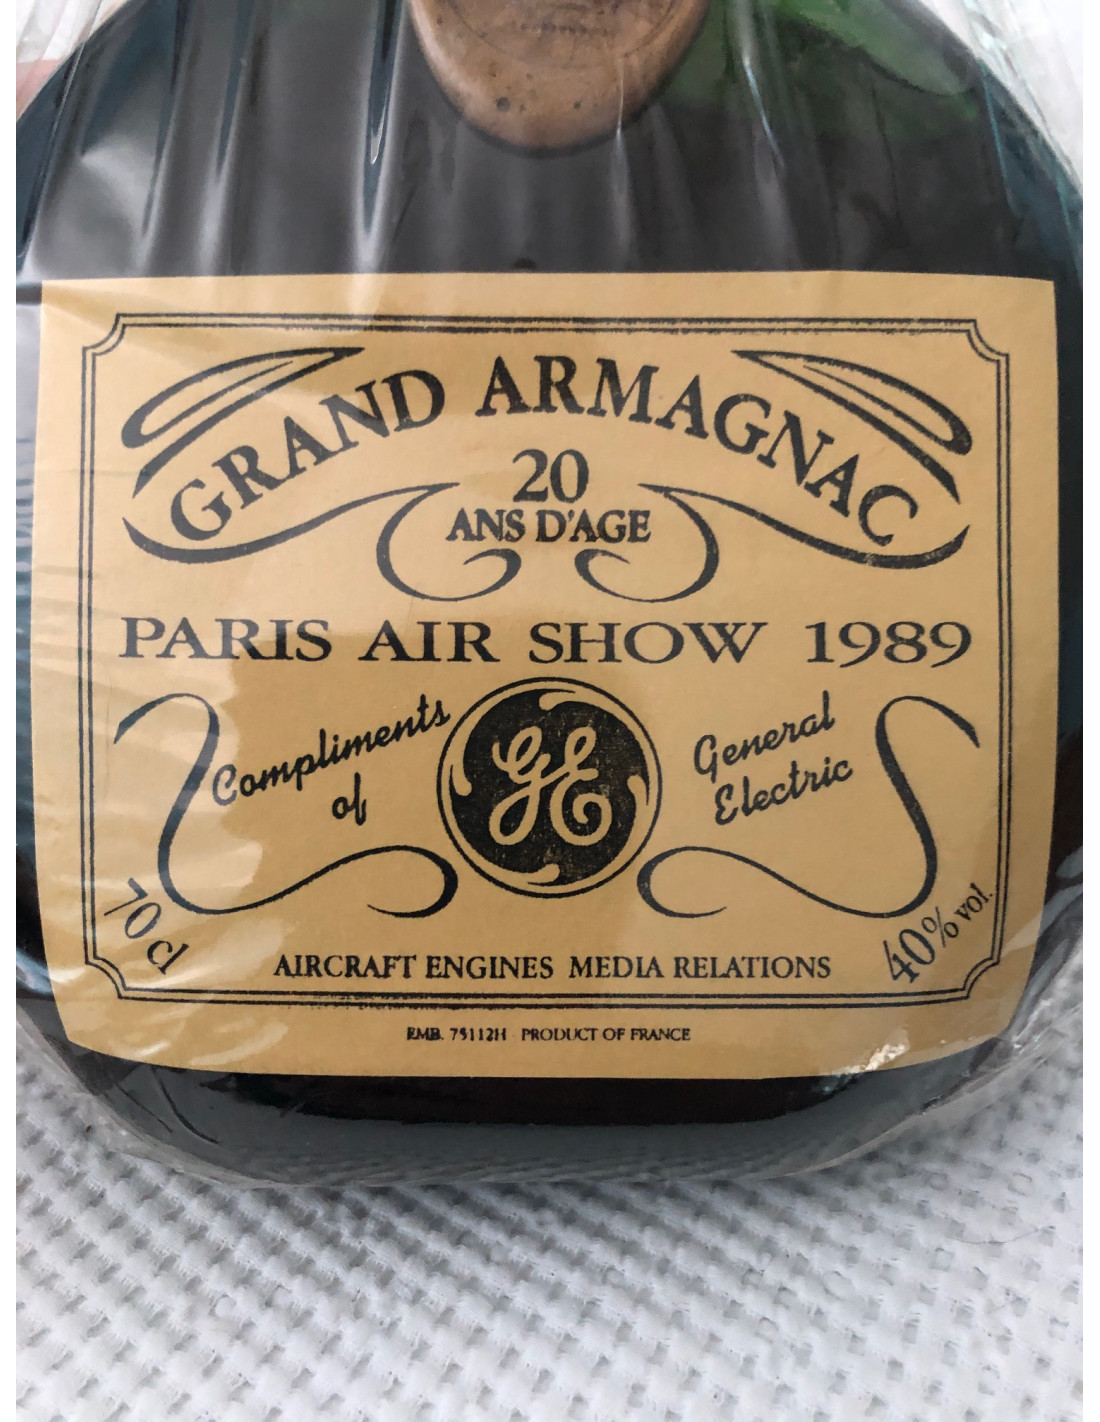 GRAND ARMAGNAC
20
ANS D'AGE
PARIS AIR SHOW 1989
Compliments
of
GE
General
Electric
70 cl
40% vol.
AIRCRAFT ENGINES MEDIA RELATIONS
EMB. 75112H PRODUCT OF FRANCE